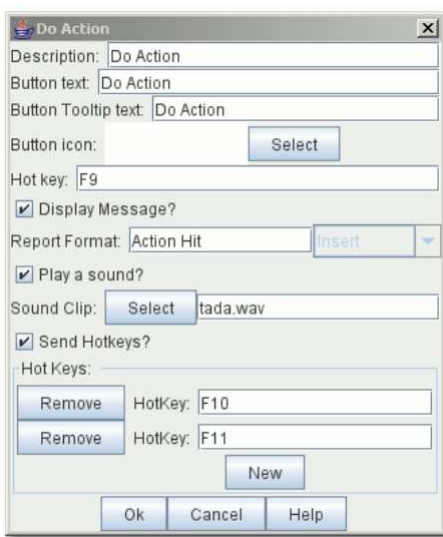 Do Action
Description: Do Action
Button text: Do Action
Button Tooltip text: Do Action
Button icon: Select
Hot key: F9
Display Message?
Report Format: Action Hit Insert
Play a sound?
Sound Clip: Select tada.wav
Send Hotkeys?
Hot Keys:
Remove HotKey: F10
Remove HotKey: F11
New
Ok Cancel Help